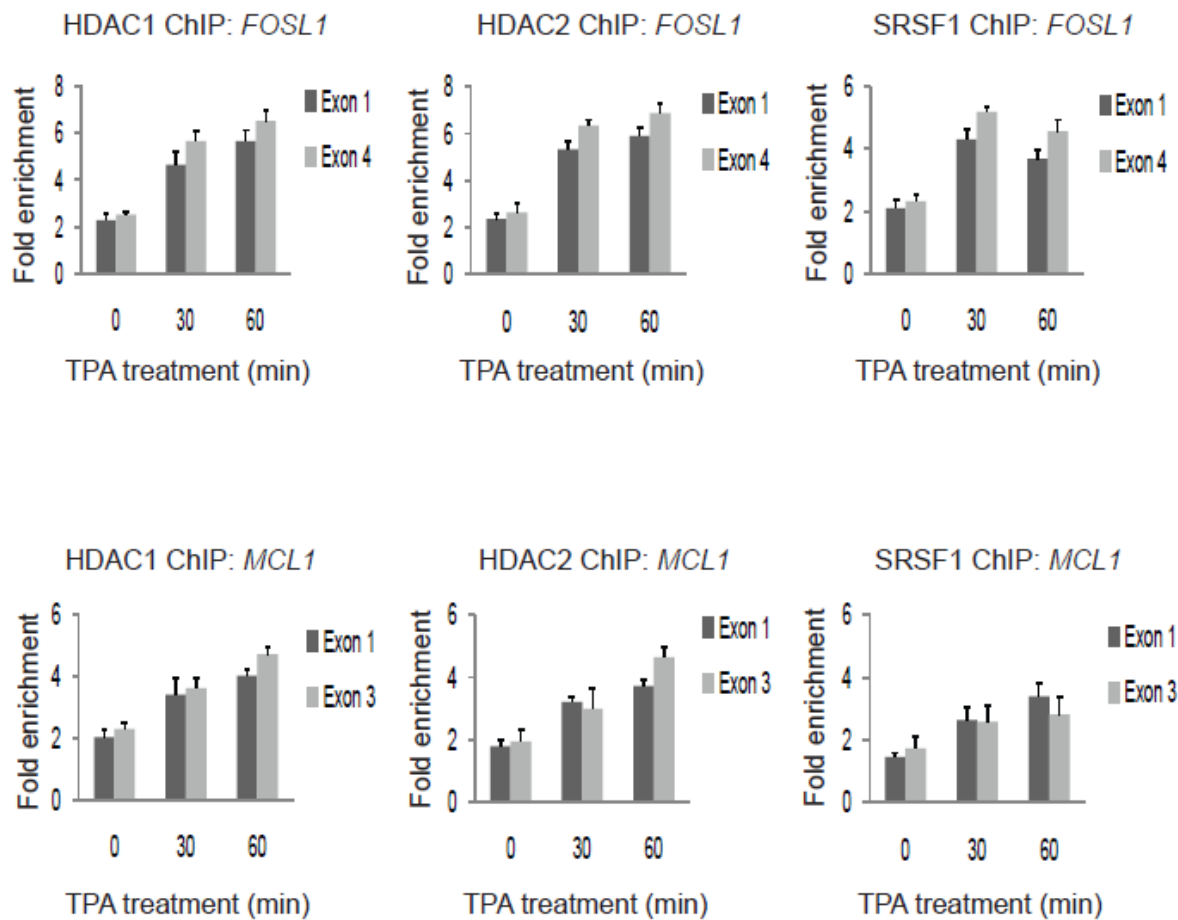 HDAC1 ChIP: FOSL1
Fold enrichment
8
6
4
2
0
Exon 1
Exon 4
0 30 60
TPA treatment (min)
HDAC2 ChIP: FOSL1
Fold enrichment
8
6
4
2
0
Exon 1
Exon 4
0 30 60
TPA treatment (min)
SRSF1 ChIP: FOSL1
Fold enrichment
6
4
2
0
Exon 1
Exon 4
0 30 60
TPA treatment (min)
HDAC1 ChIP: MCL1
Fold enrichment
6
4
2
0
Exon 1
Exon 3
0 30 60
TPA treatment (min)
HDAC2 ChIP: MCL1
Fold enrichment
6
4
2
0
Exon 1
Exon 3
0 30 60
TPA treatment (min)
SRSF1 ChIP: MCL1
Fold enrichment
6
4
2
0
Exon 1
Exon 3
0 30 60
TPA treatment (min)